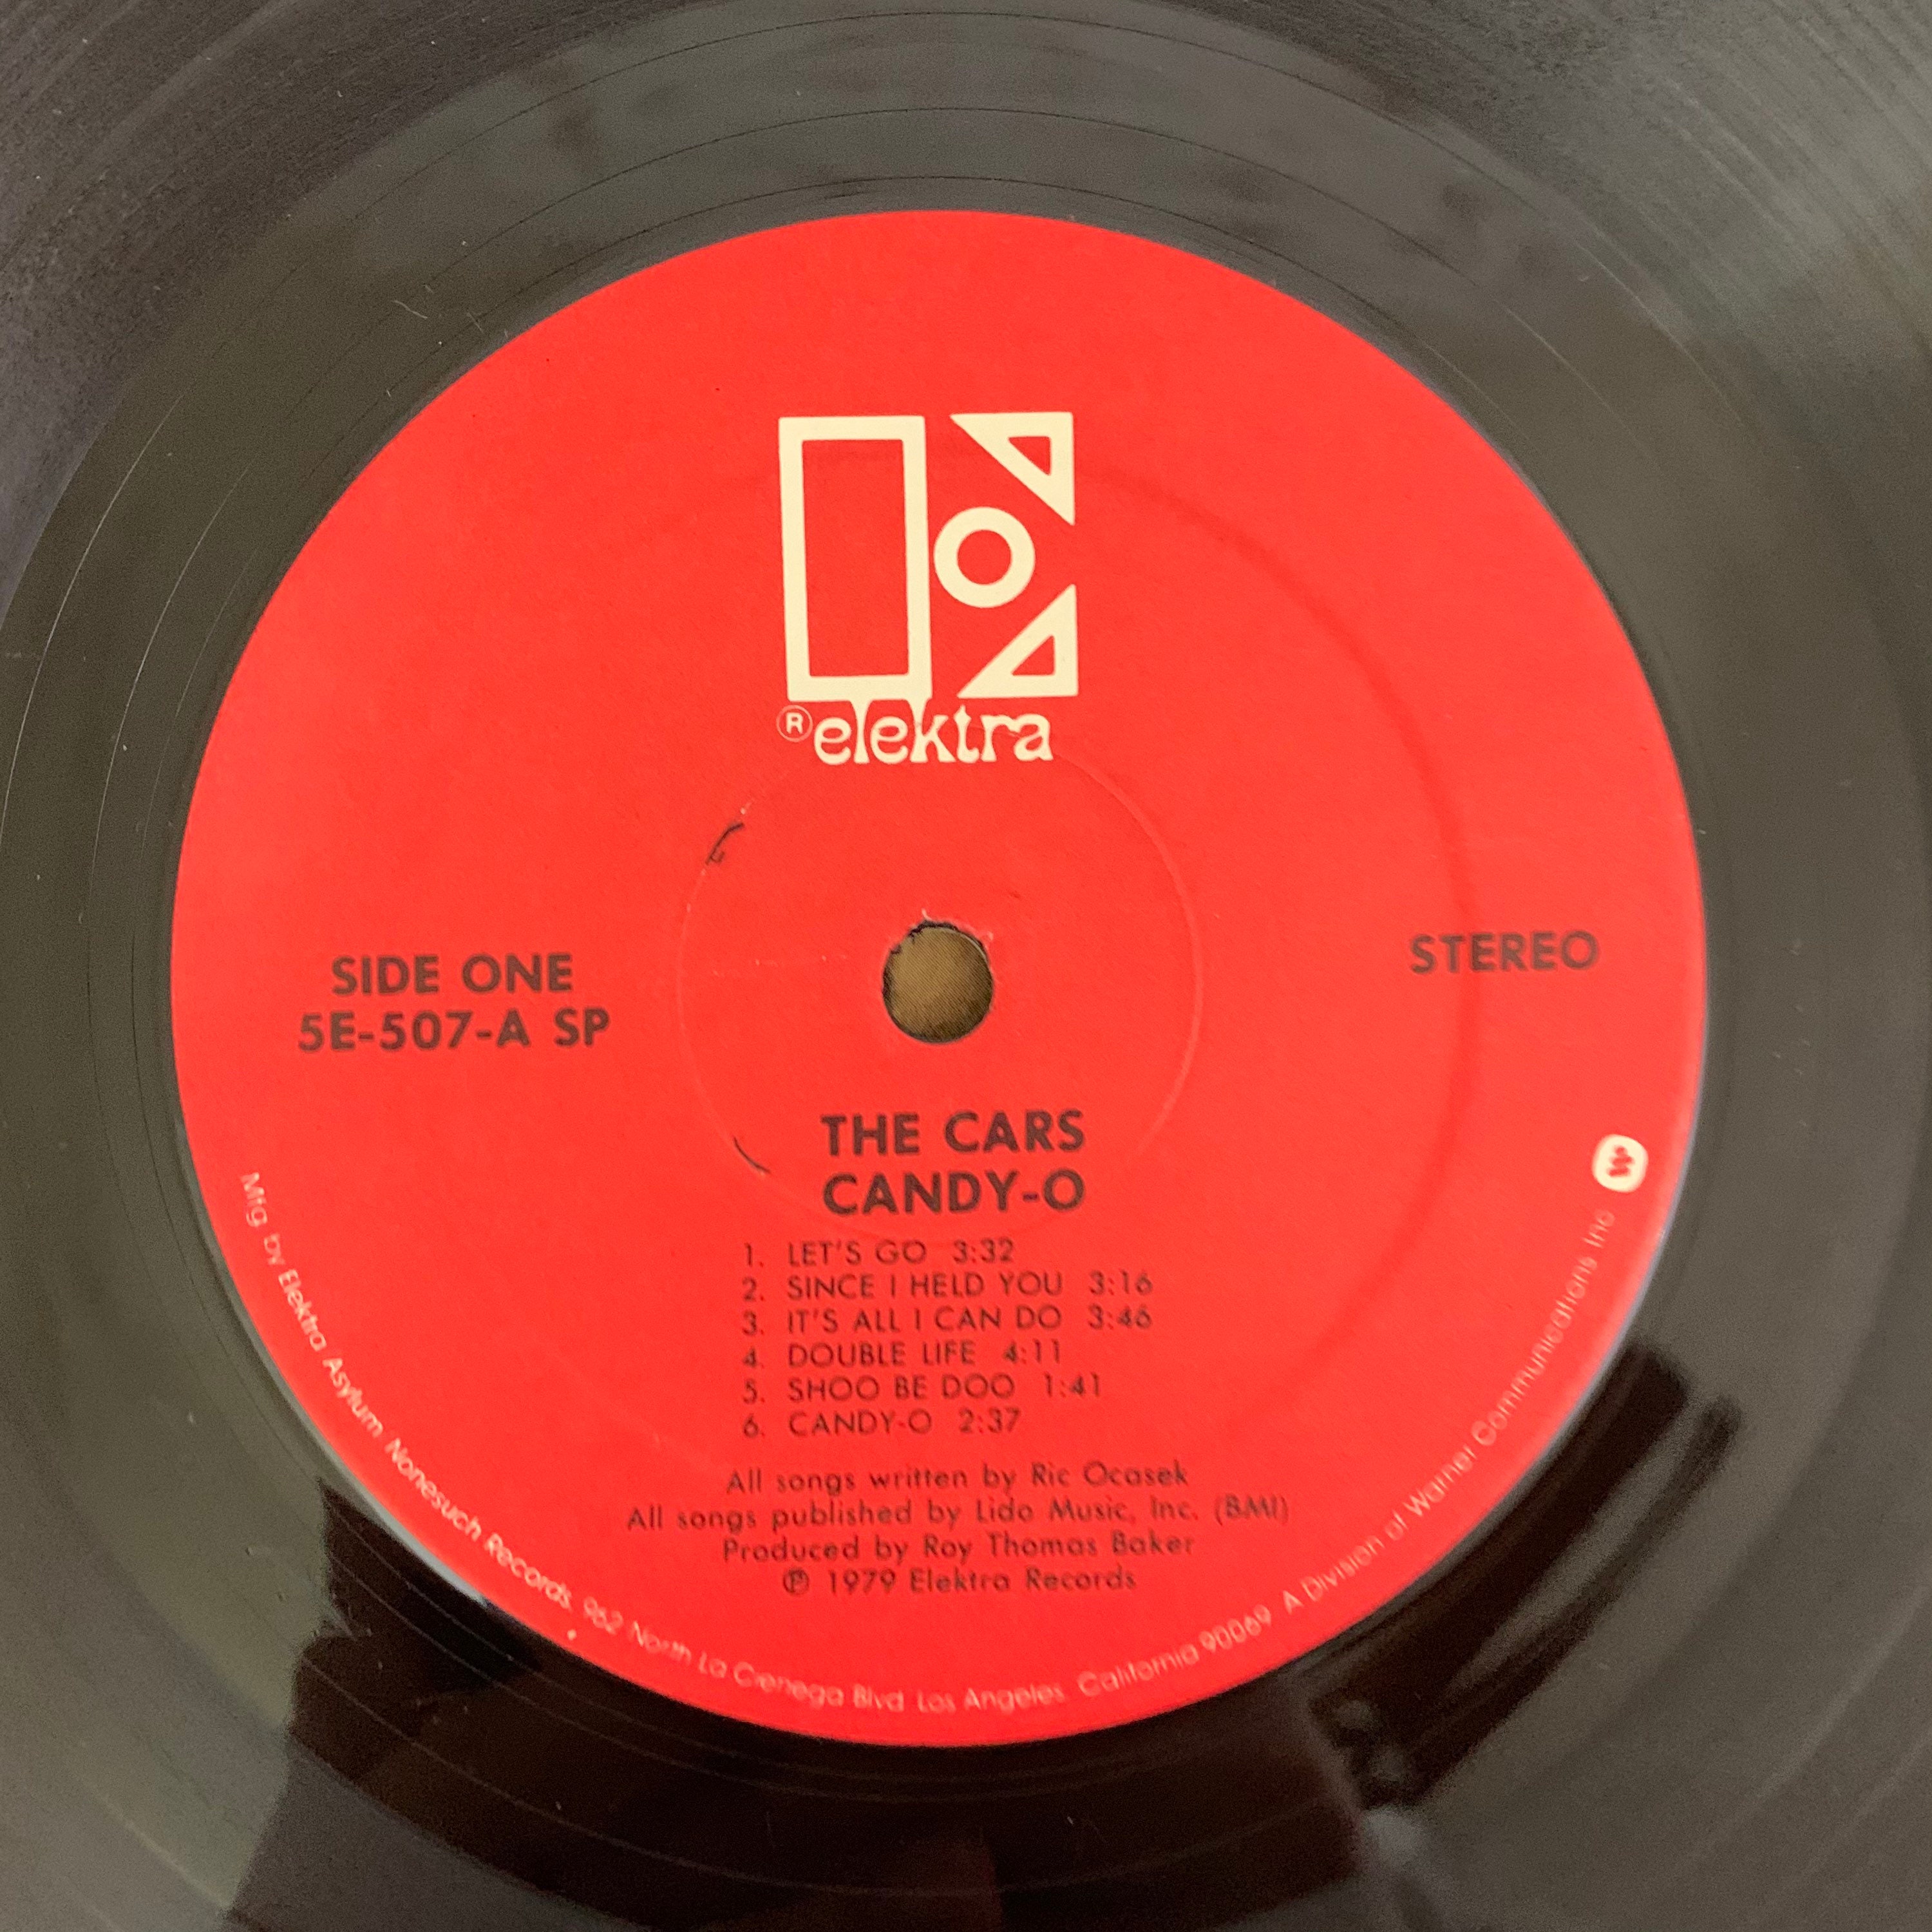 ® elektra
SIDE ONE
5E-507-A SP
STEREO
THE CARS
CANDY-O
1. LET'S GO 3:32
2. SINCE I HELD YOU 3:16
3. IT'S ALL I CAN DO 3:46
4. DOUBLE LIFE 4:11
5. SHOO BE DOO 1:41
6. CANDY-O 2:37
All songs written by Ric Ocasek
All songs published by Lido Music, Inc. (BMI)
Produced by Roy Thomas Baker
℗ 1979 Elektra Records
Mfg by Elektra Asylum Nonesuch Records, 962 North La Cienega Blvd Los Angeles, California 90069 A Division of Warner Communications Inc